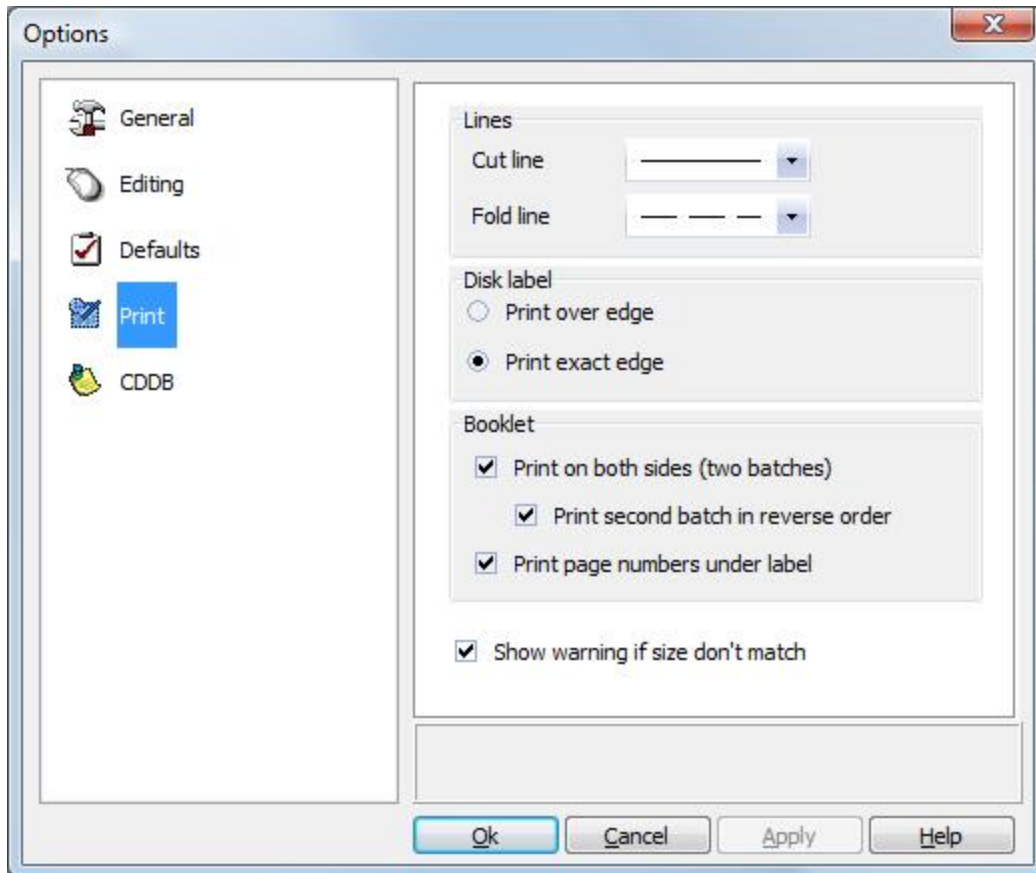 Options
General
Editing
Defaults
Print
CDDB
Lines
Cut line
Fold line
Disk label
Print over edge
Print exact edge
Booklet
Print on both sides (two batches)
Print second batch in reverse order
Print page numbers under label
Show warning if size don't match
Ok
Cancel
Apply
Help